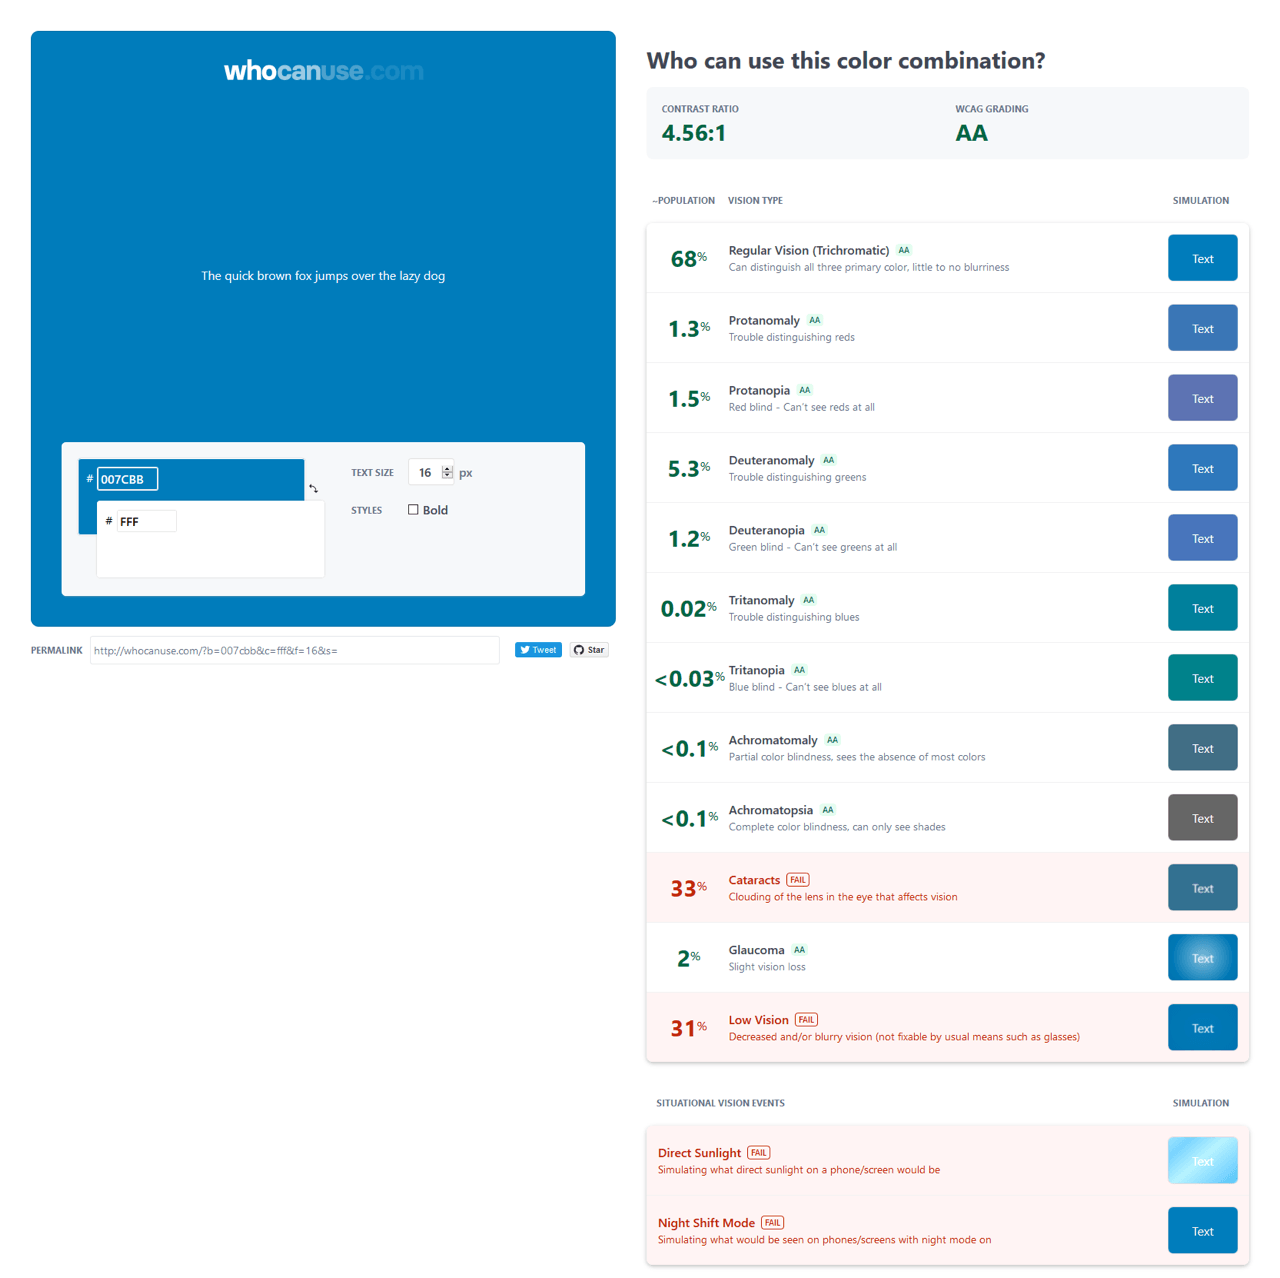 whocanuse.com
The quick brown fox jumps over the lazy dog
# 007CBB
# FFF
TEXT SIZE 16 px
STYLES Bold
PERMALINK http://whocanuse.com/?b=007cbb&c=fff&f=16&s= Tweet Star
Who can use this color combination?
CONTRAST RATIO WCAG GRADING
4.56:1 AA
~POPULATION VISION TYPE SIMULATION
68% Regular Vision (Trichromatic) AA Text
Can distinguish all three primary color, little to no blurriness
1.3% Protanomaly AA Text
Trouble distinguishing reds
1.5% Protanopia AA Text
Red blind - Can't see reds at all
5.3% Deuteranomaly AA Text
Trouble distinguishing greens
1.2% Deuteranopia AA Text
Green blind - Can't see greens at all
0.02% Tritanomaly AA Text
Trouble distinguishing blues
<0.03% Tritanopia AA Text
Blue blind - Can't see blues at all
<0.1% Achromatomaly AA Text
Partial color blindness, sees the absence of most colors
<0.1% Achromatopsia AA Text
Complete color blindness, can only see shades
33% Cataracts FAIL Text
Clouding of the lens in the eye that affects vision
2% Glaucoma AA Text
Slight vision loss
31% Low Vision FAIL Text
Decreased and/or blurry vision (not fixable by usual means such as glasses)
SITUATIONAL VISION EVENTS SIMULATION
Direct Sunlight FAIL Text
Simulating what direct sunlight on a phone/screen would be
Night Shift Mode FAIL Text
Simulating what would be seen on phones/screens with night mode on